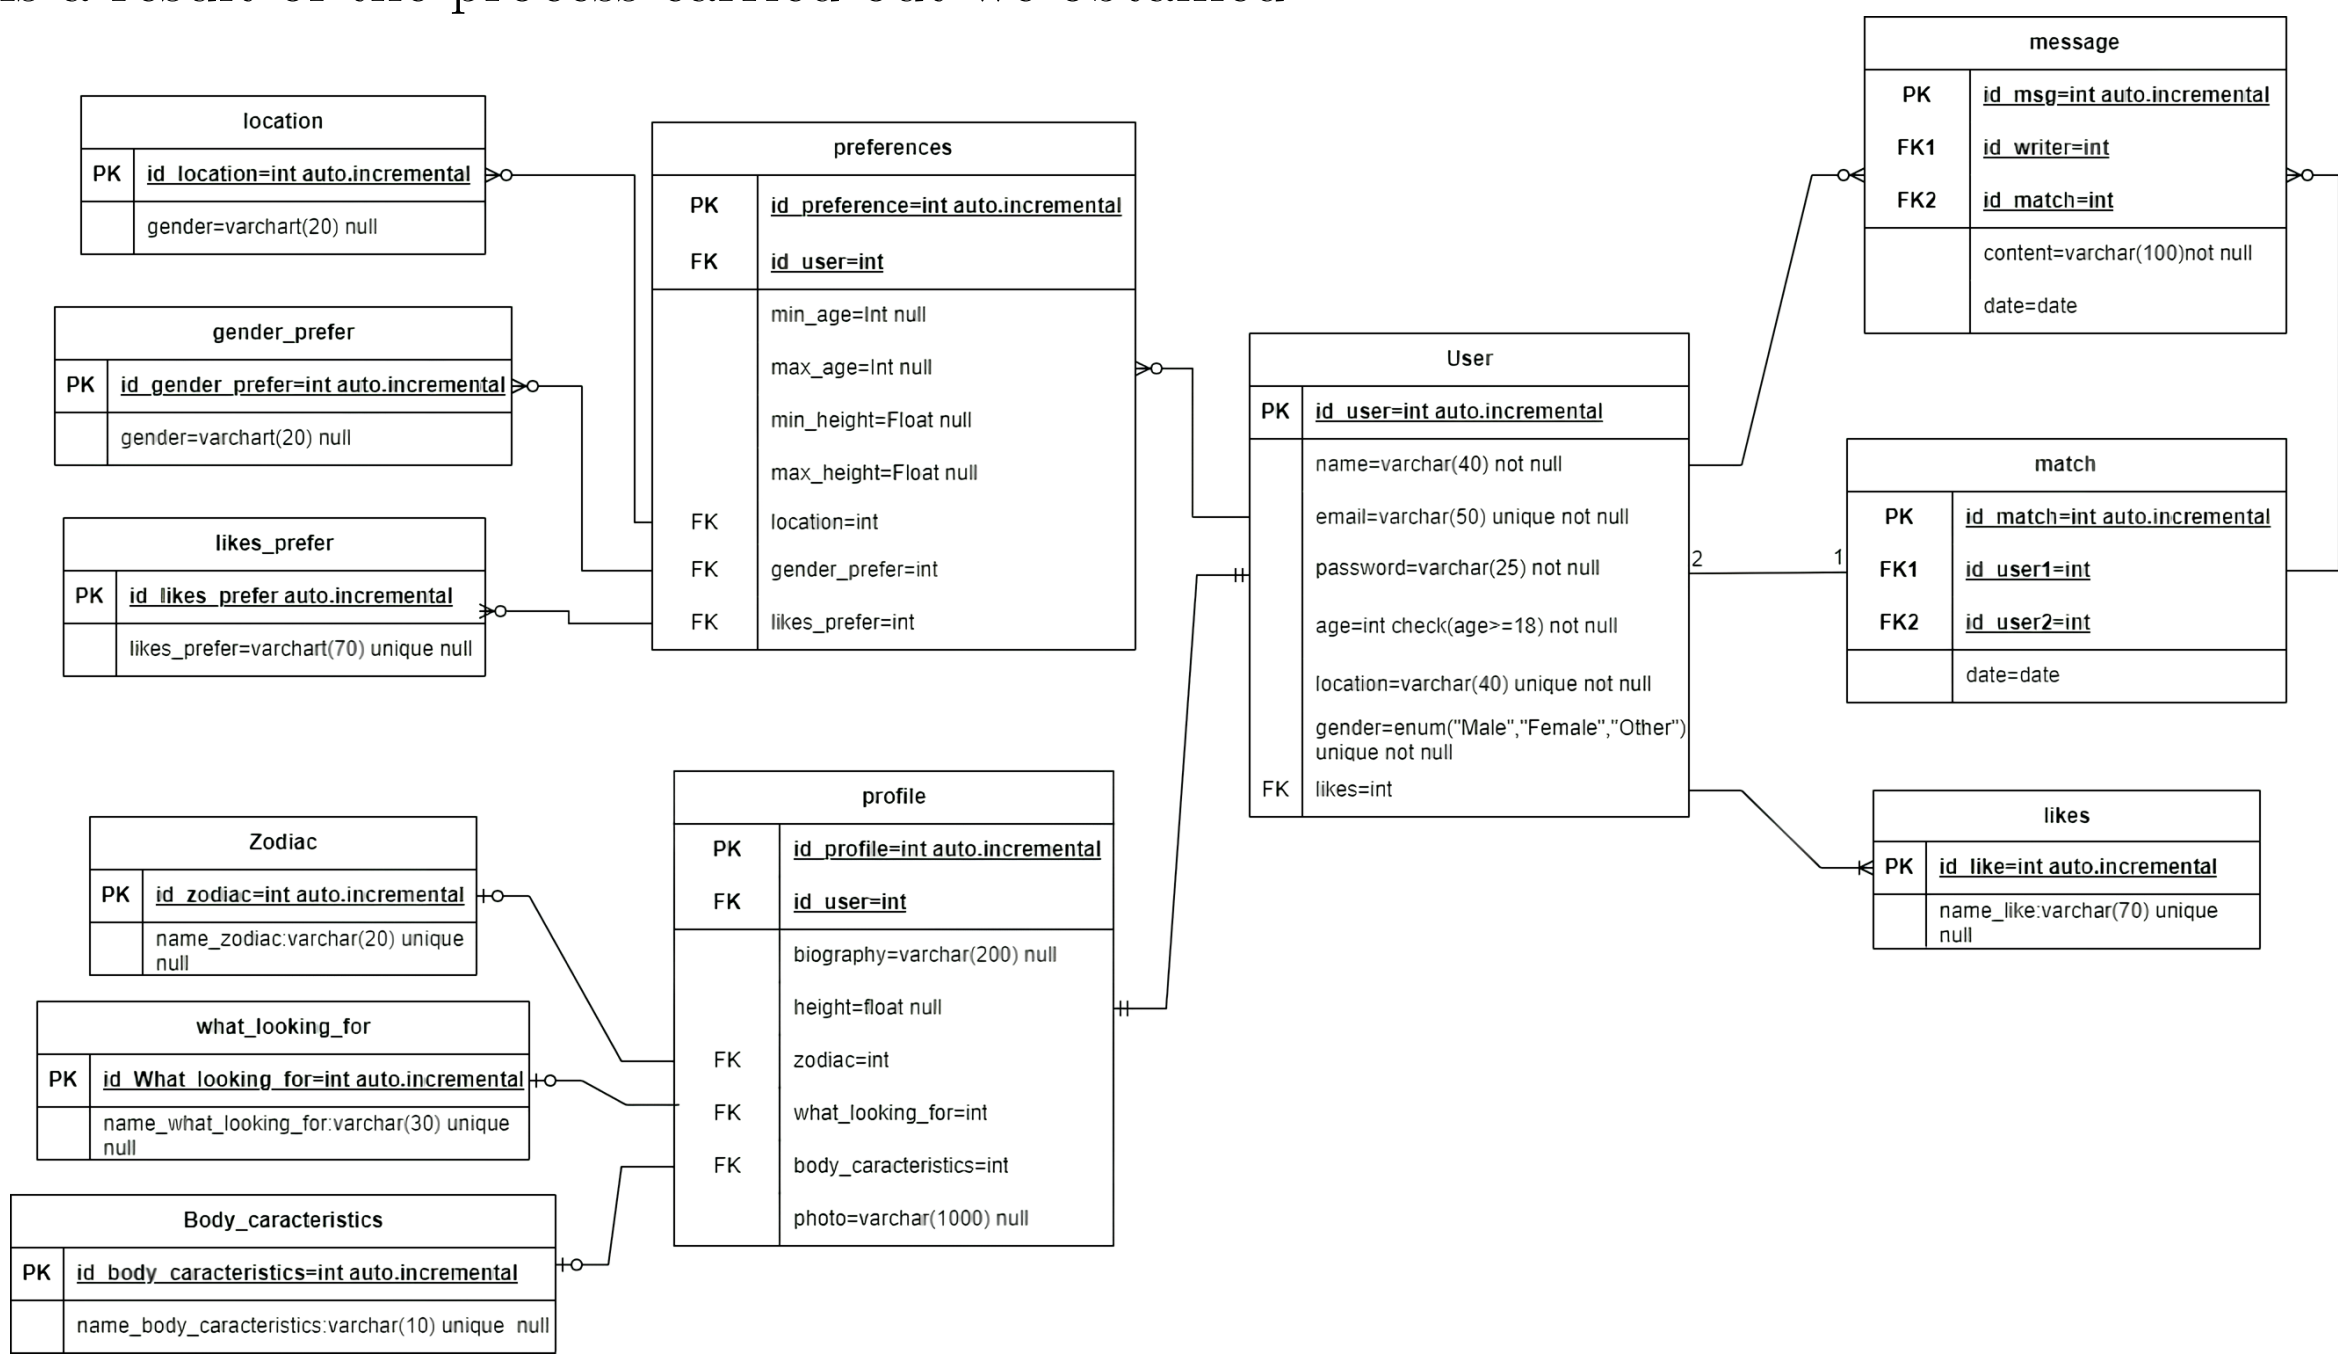 is a result of the process carried out we obtained
location
PK id_location=int auto.incremental
gender=varchart(20) null
gender_prefer
PK id_gender_prefer=int auto.incremental
gender=varchart(20) null
likes_prefer
PK id_likes_prefer auto.incremental
likes_prefer=varchart(70) unique null
preferences
PK id_preference=int auto.incremental
FK id_user=int
min_age=Int null
max_age=Int null
min_height=Float null
max_height=Float null
FK location=int
FK gender_prefer=int
FK likes_prefer=int
User
PK id_user=int auto.incremental
name=varchar(40) not null
email=varchar(50) unique not null
password=varchar(25) not null
age=int check(age>=18) not null
location=varchar(40) unique not null
gender=enum("Male","Female","Other")
unique not null
FK likes=int
2 1
message
PK id_msg=int auto.incremental
FK1 id_writer=int
FK2 id_match=int
content=varchar(100)not null
date=date
match
PK id_match=int auto.incremental
FK1 id_user1=int
FK2 id_user2=int
date=date
likes
PK id_like=int auto.incremental
name_like:varchar(70) unique
null
Zodiac
PK id_zodiac=int auto.incremental
name_zodiac:varchar(20) unique
null
what_looking_for
PK id_What_looking_for=int auto.incremental
name_what_looking_for:varchar(30) unique
null
Body_caracteristics
PK id_body_caracteristics=int auto.incremental
name_body_caracteristics:varchar(10) unique null
profile
PK id_profile=int auto.incremental
FK id_user=int
biography=varchar(200) null
height=float null
FK zodiac=int
FK what_looking_for=int
FK body_caracteristics=int
photo=varchar(1000) null